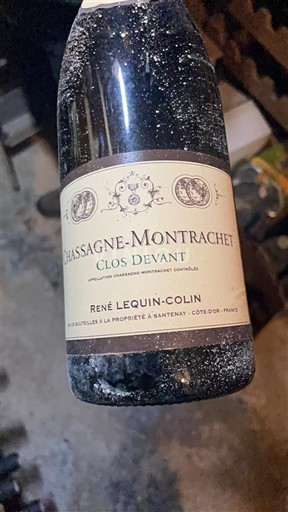 CHASSAGNE-MONTRACHET
CLOS DEVANT
APPELLATION CHASSAGNE-MONTRACHET CONTRÔLÉE
RENÉ LEQUIN-COLIN
EN BOUTEILLES À LA PROPRIÉTÉ À SANTENAY - CÔTE-D'OR - FRANCE